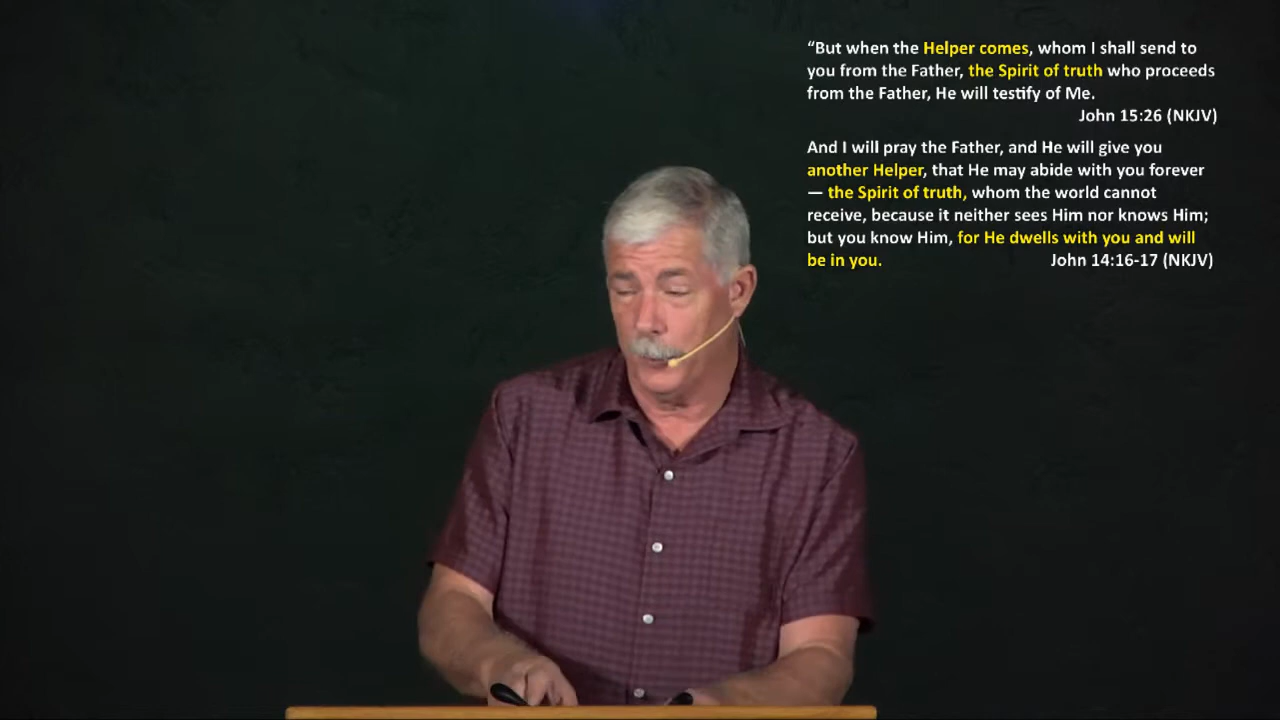 “But when the Helper comes, whom I shall send to
you from the Father, the Spirit of truth who proceeds
from the Father, He will testify of Me.
John 15:26 (NKJV)
And I will pray the Father, and He will give you
another Helper, that He may abide with you forever
— the Spirit of truth, whom the world cannot
receive, because it neither sees Him nor knows Him;
but you know Him, for He dwells with you and will
be in you. John 14:16-17 (NKJV)